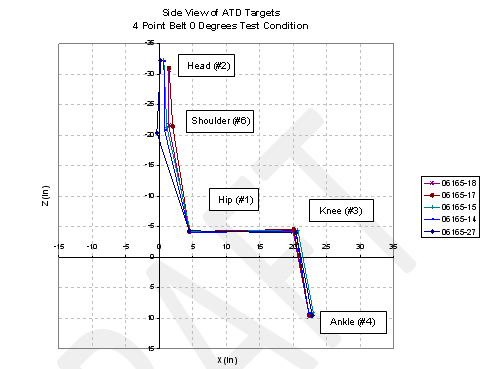 Side View of ATD Targets
4 Point Belt 0 Degrees Test Condition
-35
-30
-25
-20
-15
-10
-5
0
5
10
15
Z (in)
-15
-10
-5
0
5
10
15
20
25
30
35
X (in)
Head (#2)
Shoulder (#6)
Hip (#1)
Knee (#3)
Ankle (#4)
06165-18
06165-17
06165-15
06165-14
06165-27
DRAFT